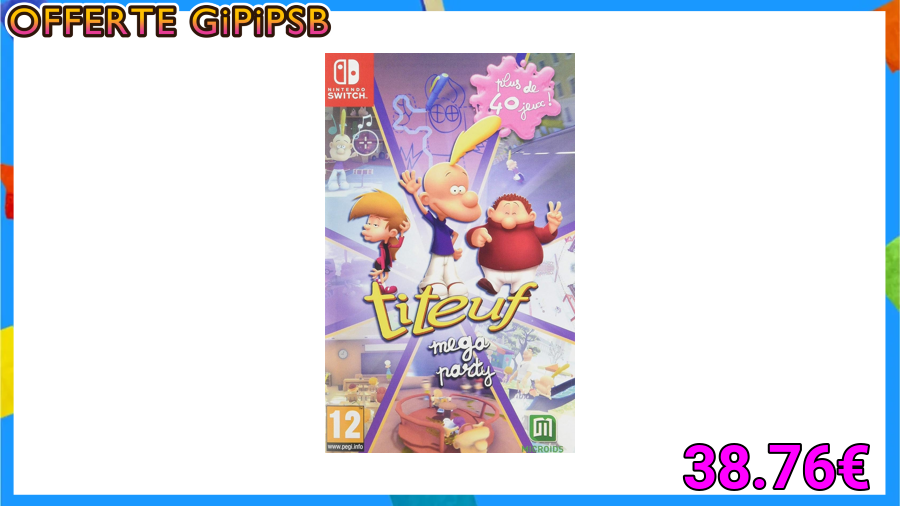 OFFERTE GiPiPSB
NINTENDO
SWITCH.
plus de
40 jeux !
titeuf
mega
party
12
www.pegi.info
MICROIDS
38.76€